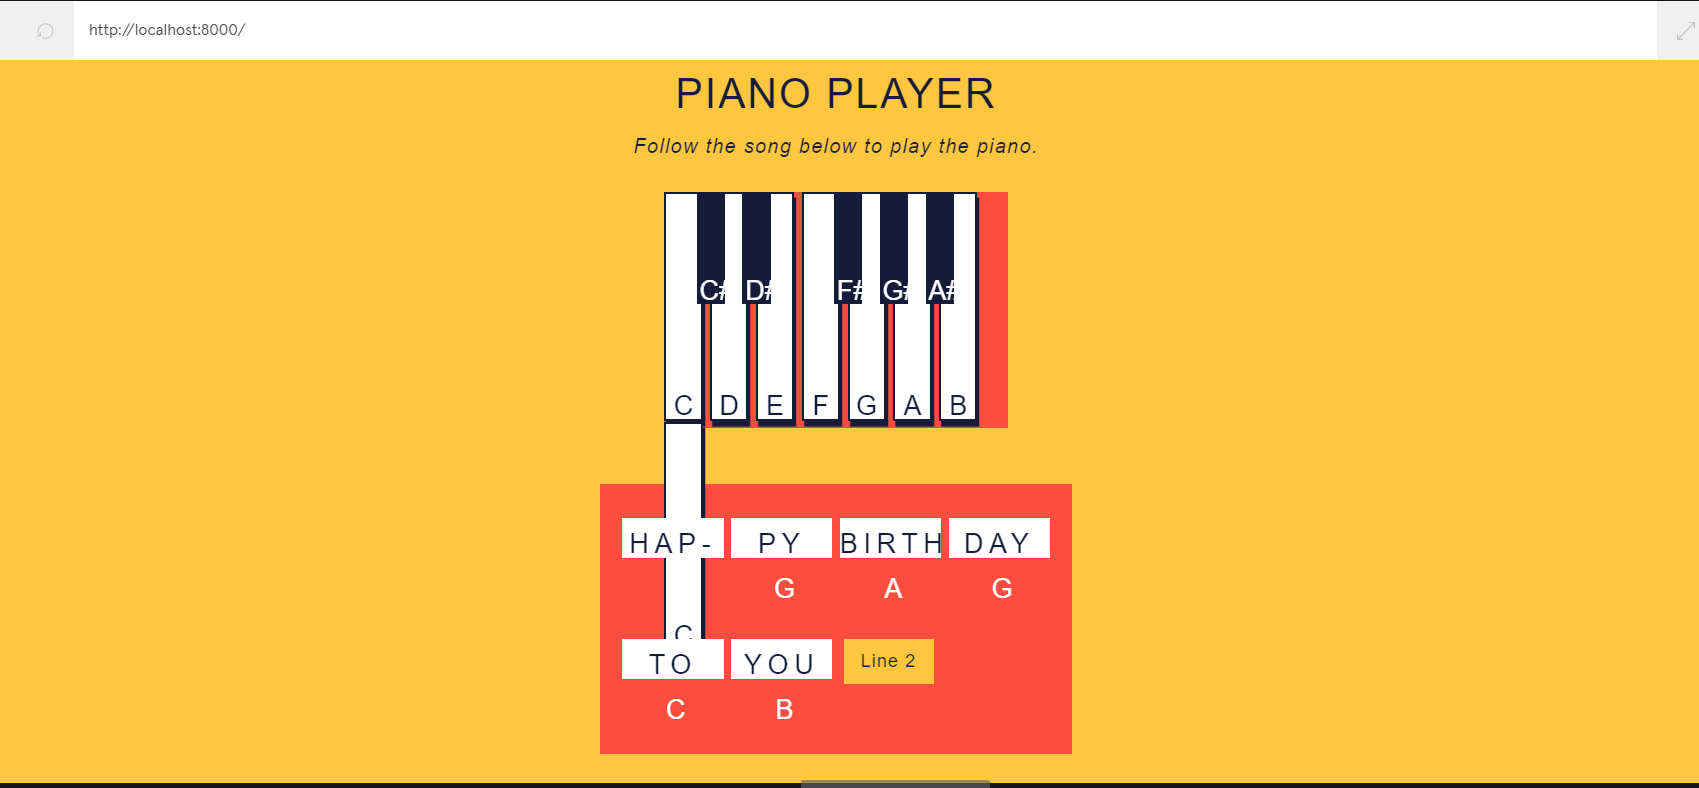 http://localhost:8000/
PIANO PLAYER
Follow the song below to play the piano.
C# D# F# G# A#
C D E F G A B
HAP- PY BIRTH DAY
G A G
C
TO YOU Line 2
C B